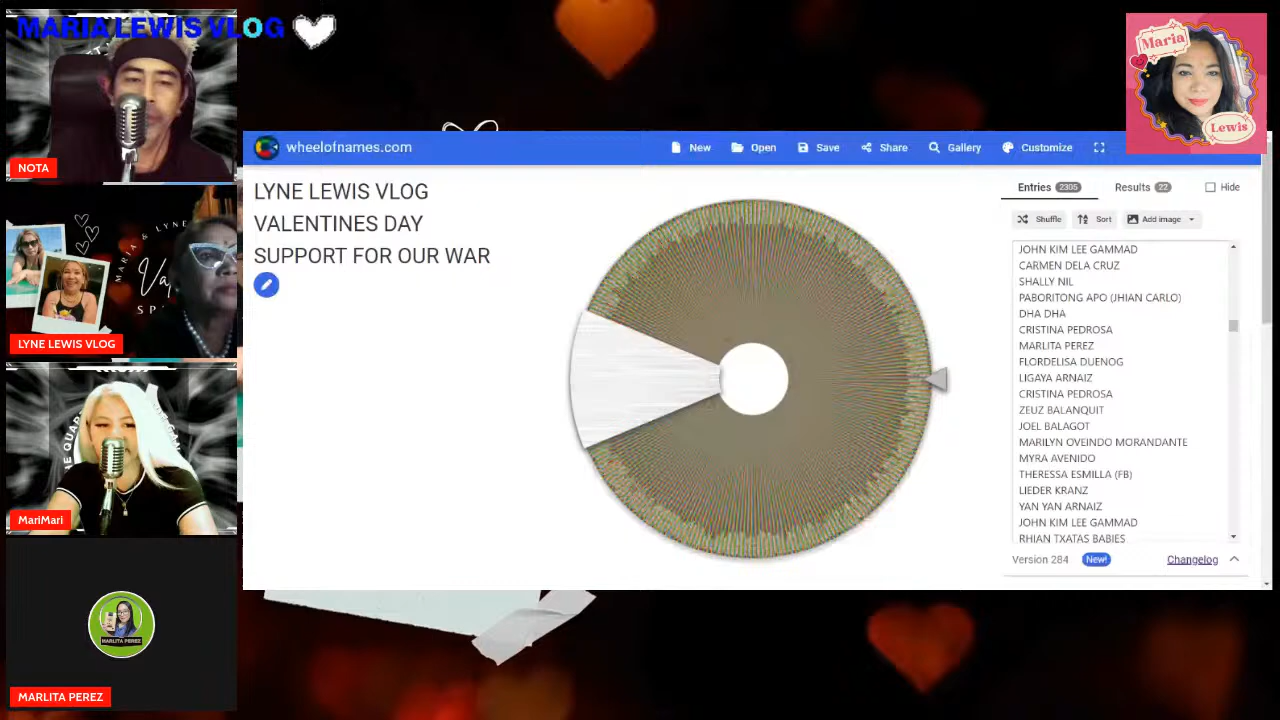 MARIA LEWIS VLOG
NOTA
LYNE LEWIS VLOG
MariMari
MARLITA PEREZ
MARLITA PEREZ
Maria
Lewis
wheelofnames.com
New
Open
Save
Share
Gallery
Customize
LYNE LEWIS VLOG
VALENTINES DAY
SUPPORT FOR OUR WAR
Entries 2305
Results 22
Hide
Shuffle
Sort
Add image
JOHN KIM LEE GAMMAD
CARMEN DELA CRUZ
SHALLY NIL
PABORITONG APO (JHIAN CARLO)
DHA DHA
CRISTINA PEDROSA
MARLITA PEREZ
FLORDELISA DUENOG
LIGAYA ARNAIZ
CRISTINA PEDROSA
ZEUZ BALANQUIT
JOEL BALAGOT
MARILYN OVEINDO MORANDANTE
MYRA AVENIDO
THERESSA ESMILLA (FB)
LIEDER KRANZ
YAN YAN ARNAIZ
JOHN KIM LEE GAMMAD
RHIAN TXATAS BABIES
Version 284
New!
Changelog